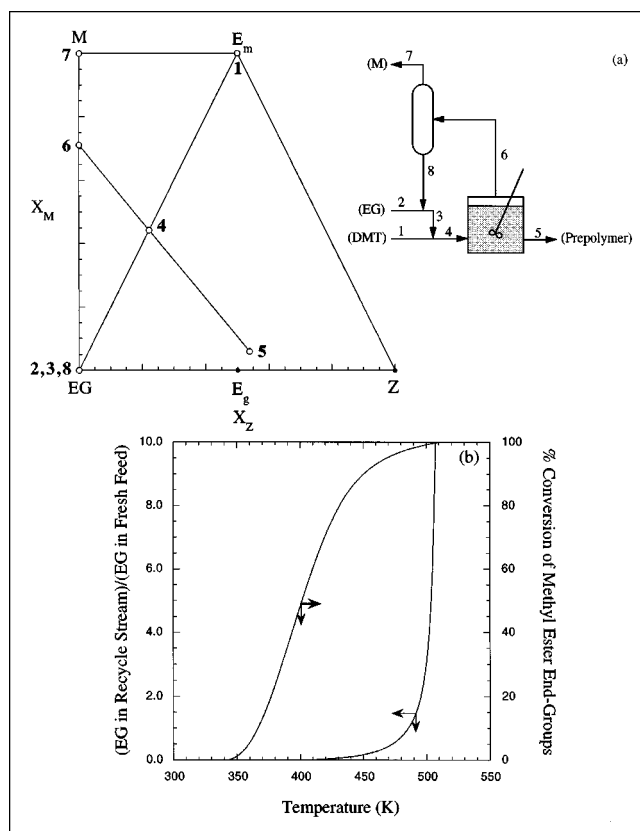 (a)
M
E m
7
1
6
X M
4
5
2,3,8
EG
E g
Z
X Z
7
(M)
6
8
(EG)
2
3
(DMT)
1
4
5
(Prepolymer)
(b)
(EG in Recycle Stream)/(EG in Fresh Feed)
10.0
8.0
6.0
4.0
2.0
0.0
100
80
60
40
20
0
% Conversion of Methyl Ester End-Groups
300 350 400 450 500 550
Temperature (K)